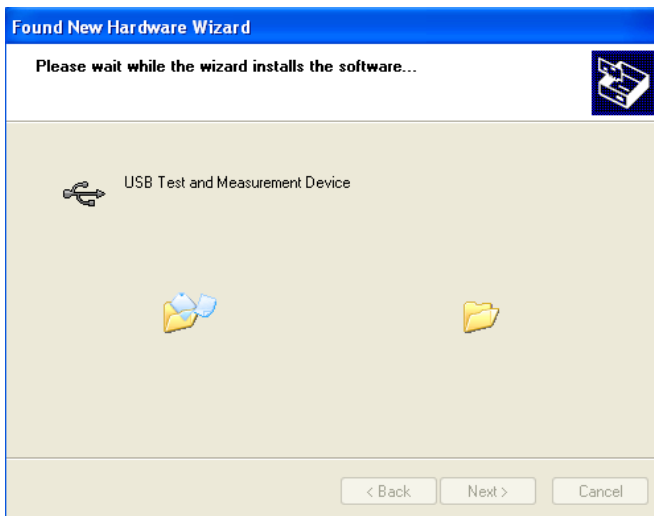 Found New Hardware Wizard
Please wait while the wizard installs the software...
USB Test and Measurement Device
< Back
Next >
Cancel